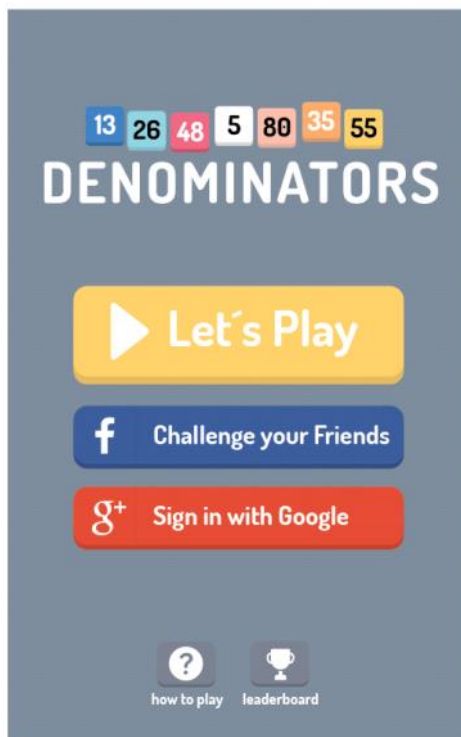 13 26 48 5 80 35 55
DENOMINATORS
Let´s Play
f Challenge your Friends
g+ Sign in with Google
?
how to play leaderboard